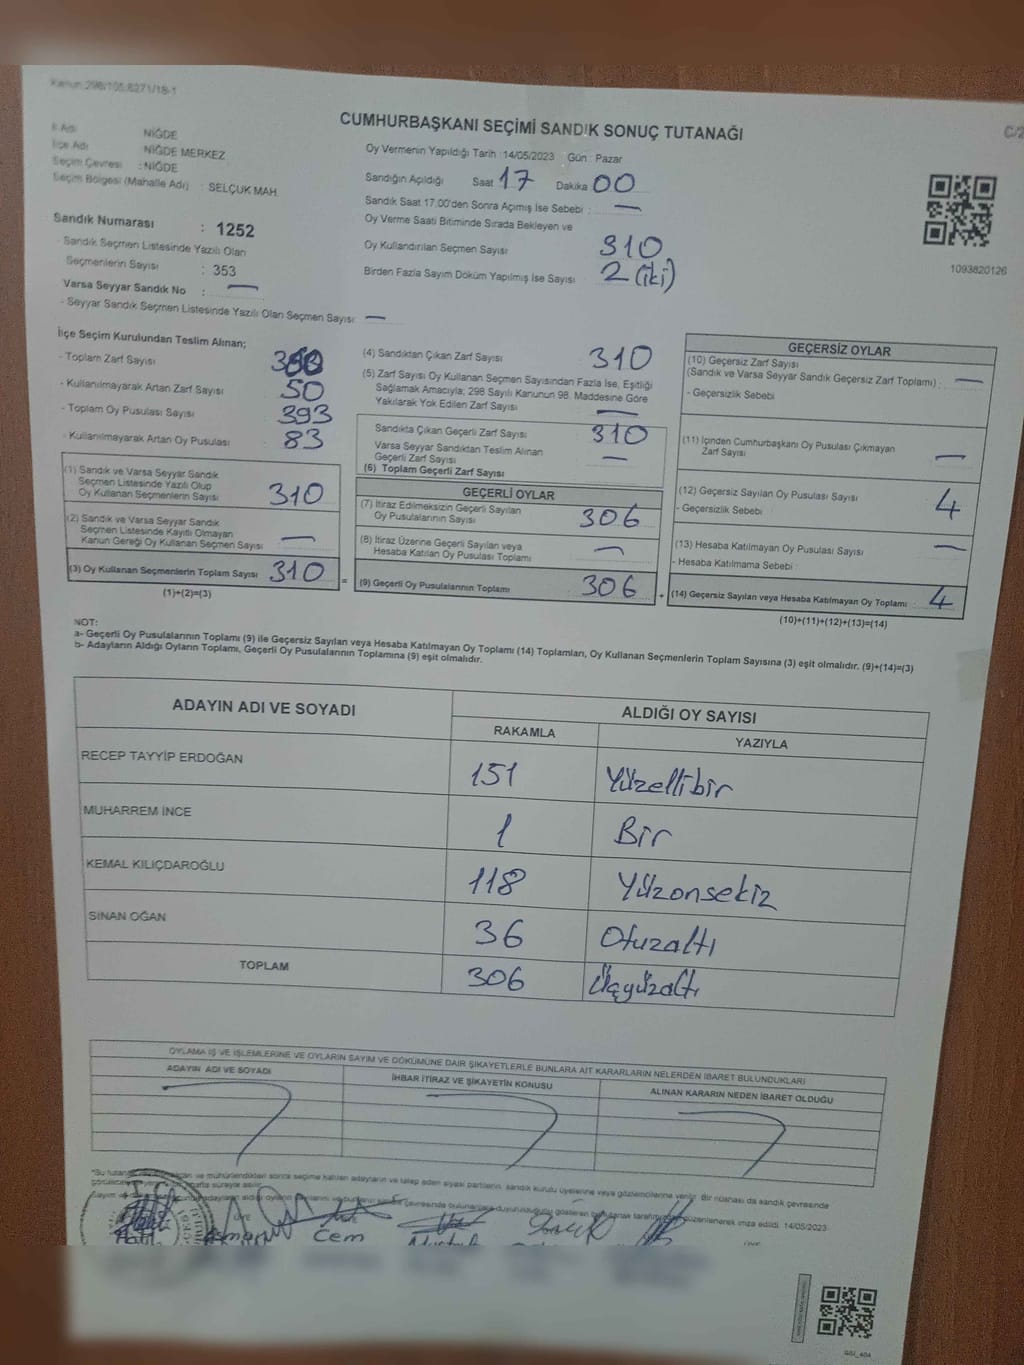 Kanun:298/105,6271/18-1
C/2
CUMHURBAŞKANI SEÇİMİ SANDIK SONUÇ TUTANAĞI
İl Adı NİĞDE
İlçe Adı NİĞDE MERKEZ
Seçim Çevresi : NİĞDE
Seçim Bölgesi (Mahalle Adı) : SELÇUK MAH.
Sandık Numarası : 1252
- Sandık Seçmen Listesinde Yazılı Olan
Seçmenlerin Sayısı : 353
Varsa Seyyar Sandık No : —
- Seyyar Sandık Seçmen Listesinde Yazılı Olan Seçmen Sayısı —
Oy Vermenin Yapıldığı Tarih :14/05/2023 Gün : Pazar
Sandığın Açıldığı Saat 17 Dakika 00
Sandık Saat 17.00'den Sonra Açılmış İse Sebebi : —
Oy Verme Saati Bitiminde Sırada Bekleyen ve
Oy Kullandırılan Seçmen Sayısı 310
Birden Fazla Sayım Döküm Yapılmış İse Sayısı 2 (iki)
1093820126
İlçe Seçim Kurulundan Teslim Alınan;
- Toplam Zarf Sayısı
- Kullanılmayarak Artan Zarf Sayısı 50
- Toplam Oy Pusulası Sayısı 393
- Kullanılmayarak Artan Oy Pusulası 83
(1) Sandık ve Varsa Seyyar Sandık
Seçmen Listesinde Yazılı Olup
Oy Kullanan Seçmenlerin Sayısı 310
(2) Sandık ve Varsa Seyyar Sandık
Seçmen Listesinde Kayıtlı Olmayan
Kanun Gereği Oy Kullanan Seçmen Sayısı —
(3) Oy Kullanan Seçmenlerin Toplam Sayısı 310
(1)+(2)=(3)
=
(4) Sandıktan Çıkan Zarf Sayısı 310
(5) Zarf Sayısı Oy Kullanan Seçmen Sayısından Fazla İse, Eşitliği
Sağlamak Amacıyla, 298 Sayılı Kanunun 98. Maddesine Göre
Yakılarak Yok Edilen Zarf Sayısı —
Sandıkta Çıkan Geçerli Zarf Sayısı 310
Varsa Seyyar Sandıktan Teslim Alınan
Geçerli Zarf Sayısı —
(6) Toplam Geçerli Zarf Sayısı
GEÇERLİ OYLAR
(7) İtiraz Edilmeksizin Geçerli Sayılan
Oy Pusulalarının Sayısı 306
(8) İtiraz Üzerine Geçerli Sayılan veya
Hesaba Katılan Oy Pusulası Toplamı —
(9) Geçerli Oy Pusulalarının Toplamı 306
+
GEÇERSİZ OYLAR
(10) Geçersiz Zarf Sayısı
(Sandık ve Varsa Seyyar Sandık Geçersiz Zarf Toplamı) : —
- Geçersizlik Sebebi
(11) İçinden Cumhurbaşkanı Oy Pusulası Çıkmayan
Zarf Sayısı —
(12) Geçersiz Sayılan Oy Pusulası Sayısı 4
- Geçersizlik Sebebi :
(13) Hesaba Katılmayan Oy Pusulası Sayısı —
- Hesaba Katılmama Sebebi :
(14) Geçersiz Sayılan veya Hesaba Katılmayan Oy Toplamı : 4
(10)+(11)+(12)+(13)=(14)
NOT:
a- Geçerli Oy Pusulalarının Toplamı (9) ile Geçersiz Sayılan veya Hesaba Katılmayan Oy Toplamı (14) Toplamları, Oy Kullanan Seçmenlerin Toplam Sayısına (3) eşit olmalıdır. (9)+(14)=(3)
b- Adayların Aldığı Oyların Toplamı, Geçerli Oy Pusulalarının Toplamına (9) eşit olmalıdır.
ADAYIN ADI VE SOYADI ALDIĞI OY SAYISI
RAKAMLA YAZIYLA
RECEP TAYYİP ERDOĞAN 151 Yüzellibir
MUHARREM İNCE 1 Bir
KEMAL KILIÇDAROĞLU 118 Yüzonsekiz
SİNAN OĞAN 36 Otuzaltı
TOPLAM 306 Üçyüzaltı
OYLAMA İŞ VE İŞLEMLERİNE VE OYLARIN SAYIM VE DÖKÜMÜNE DAİR ŞİKAYETLERLE BUNLARA AİT KARARLARIN NELERDEN İBARET BULUNDUKLARI
ADAYIN ADI VE SOYADI İHBAR İTİRAZ VE ŞİKAYETİN KONUSU ALINAN KARARIN NEDEN İBARET OLDUĞU
ve mühürlendikten sonra seçime katılan adayların ve talep eden siyasi partilerin, sandık kurulu üyelerine veya gözlemcilerine verilir. Bir nüshası da sandık çevresinde
düzenlenerek imza edildi. 14/05/2023
ÜYE
Osman Cem